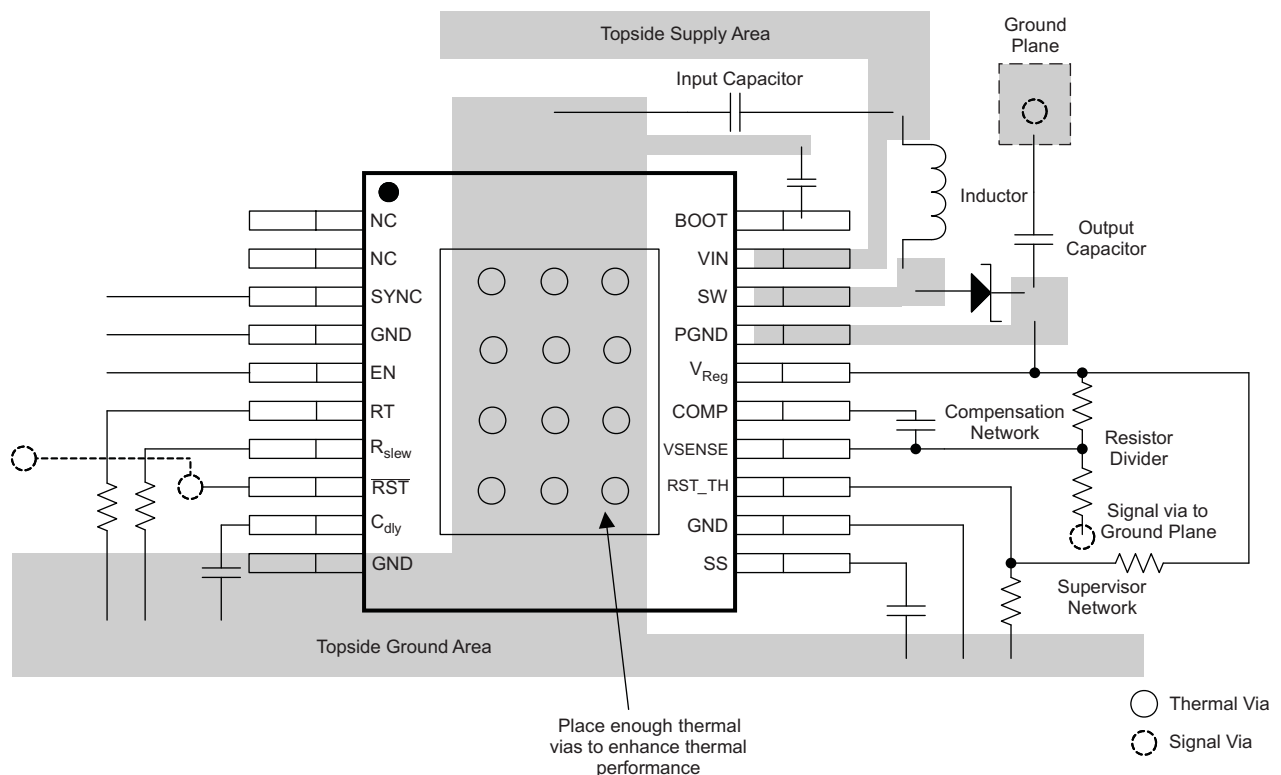 Topside Supply Area
Ground
Plane
Input Capacitor
Inductor
Output
Capacitor
NC
NC
SYNC
GND
EN
RT
Rslew
RST
Cdly
GND
BOOT
VIN
SW
PGND
VReg
COMP
VSENSE
RST_TH
GND
SS
Compensation
Network
Resistor
Divider
Signal via to
Ground Plane
Supervisor
Network
Topside Ground Area
Place enough thermal
vias to enhance thermal
performance
Thermal Via
Signal Via